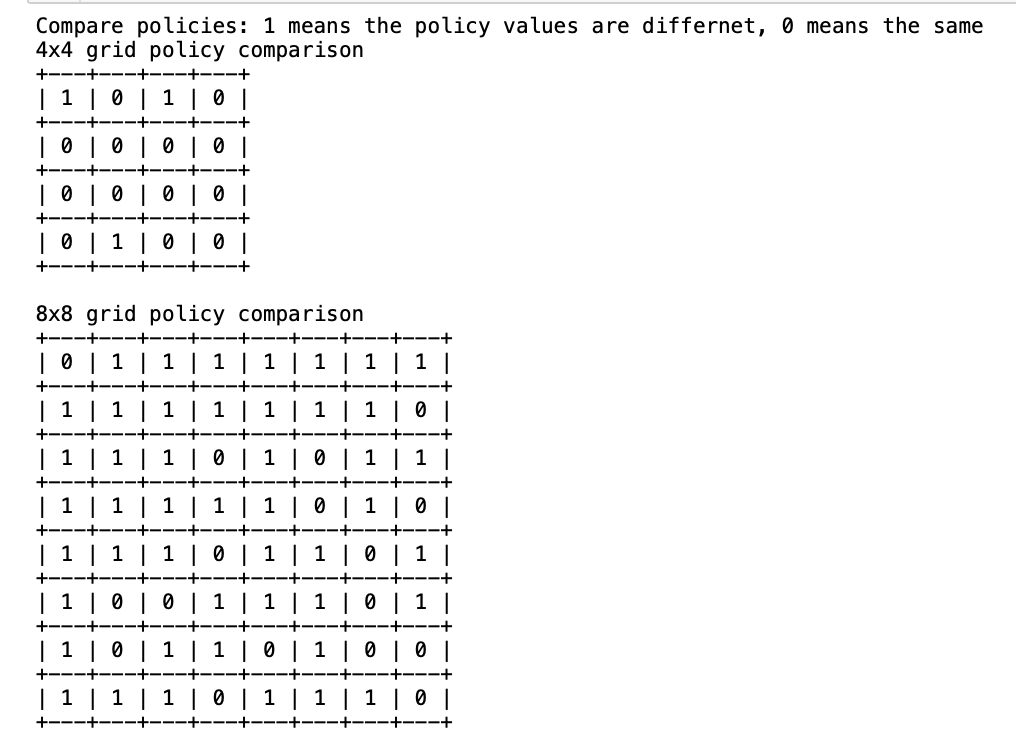 Compare policies: 1 means the policy values are differnet, 0 means the same
4x4 grid policy comparison
+---+---+---+---+
| 1 | 0 | 1 | 0 |
+---+---+---+---+
| 0 | 0 | 0 | 0 |
+---+---+---+---+
| 0 | 0 | 0 | 0 |
+---+---+---+---+
| 0 | 1 | 0 | 0 |
+---+---+---+---+
8x8 grid policy comparison
+---+---+---+---+---+---+---+---+
| 0 | 1 | 1 | 1 | 1 | 1 | 1 | 1 |
+---+---+---+---+---+---+---+---+
| 1 | 1 | 1 | 1 | 1 | 1 | 1 | 0 |
+---+---+---+---+---+---+---+---+
| 1 | 1 | 1 | 0 | 1 | 0 | 1 | 1 |
+---+---+---+---+---+---+---+---+
| 1 | 1 | 1 | 1 | 1 | 0 | 1 | 0 |
+---+---+---+---+---+---+---+---+
| 1 | 1 | 1 | 0 | 1 | 1 | 0 | 1 |
+---+---+---+---+---+---+---+---+
| 1 | 0 | 0 | 1 | 1 | 1 | 0 | 1 |
+---+---+---+---+---+---+---+---+
| 1 | 0 | 1 | 1 | 0 | 1 | 0 | 0 |
+---+---+---+---+---+---+---+---+
| 1 | 1 | 1 | 0 | 1 | 1 | 1 | 0 |
+---+---+---+---+---+---+---+---+